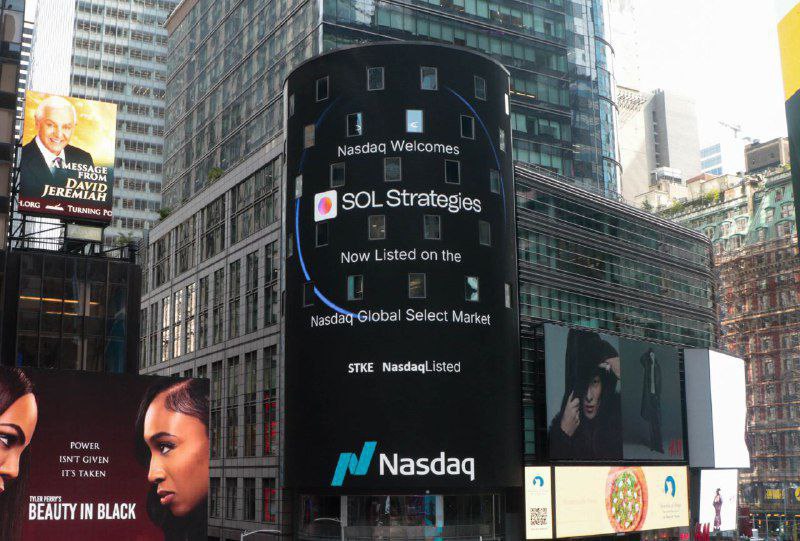 A
MESSAGE
FROM
DAVID
JEREMIAH
TURNING
Nasdaq Welcomes
SOL Strategies
Now Listed on the
Nasdaq Global Select Market
STKE NasdaqListed
Nasdaq
POWER
ISN'T GIVEN
IT'S TAKEN
TYLER PERRY'S
BEAUTY IN BLACK
H&M